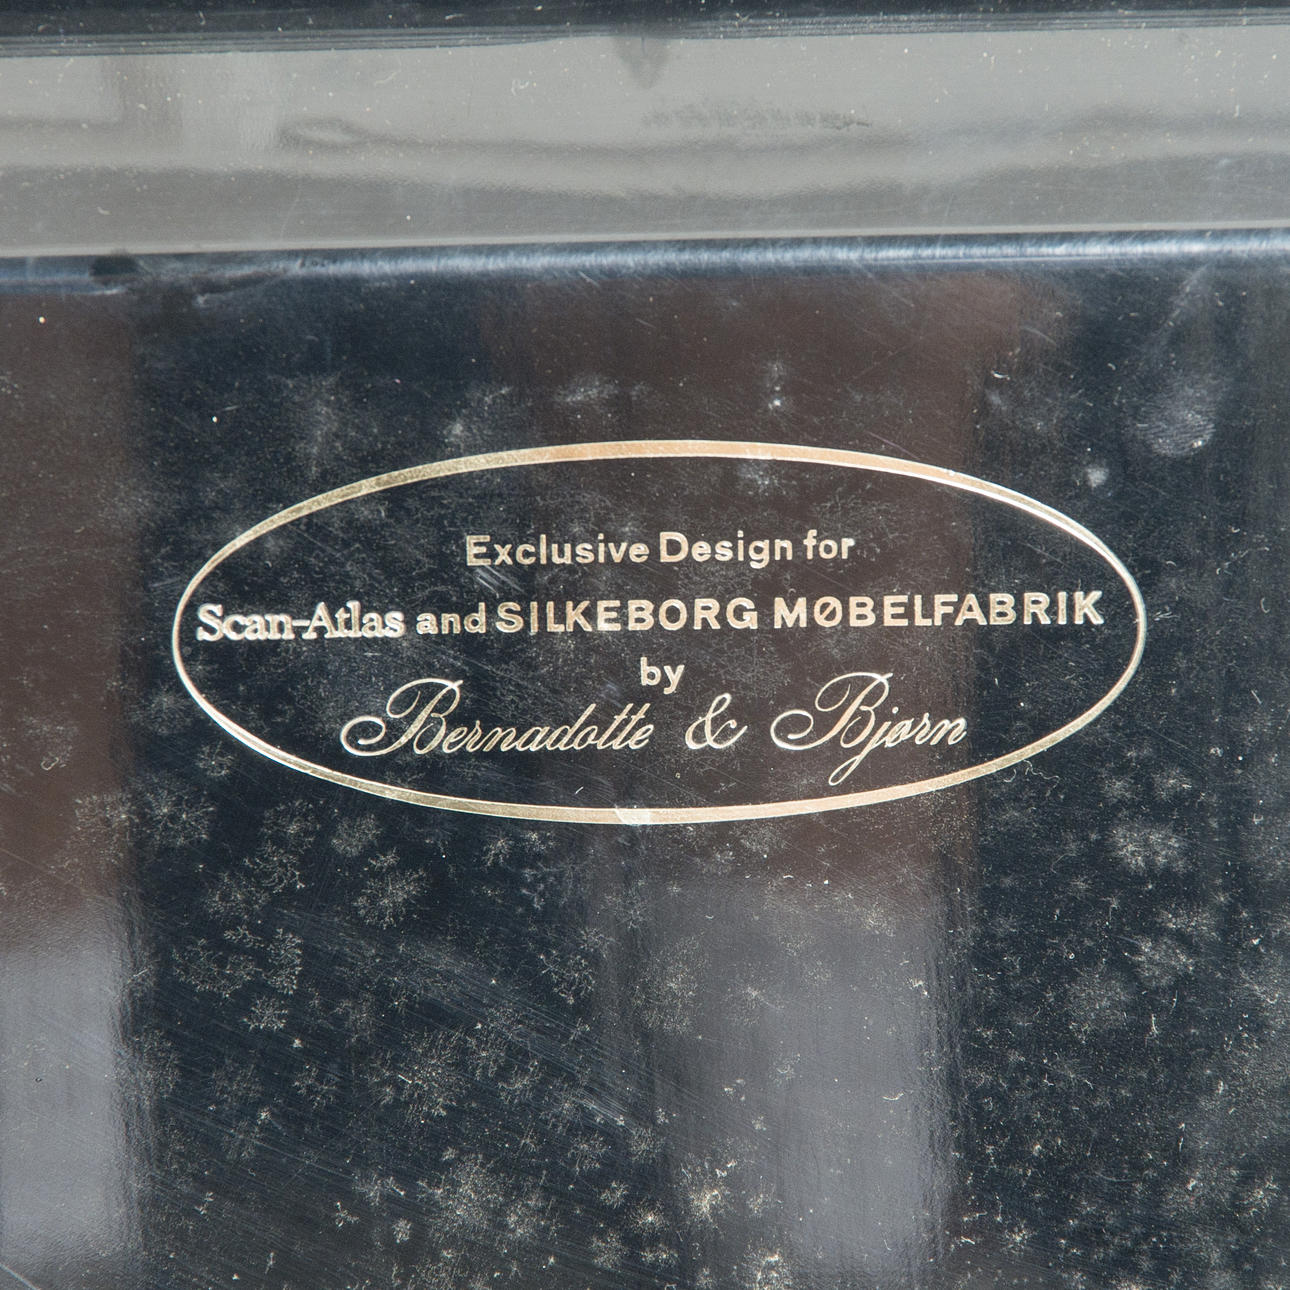 Exclusive Design for
Scan-Atlas and SILKEBORG MØBELFABRIK
by
Bernadotte & Bjørn